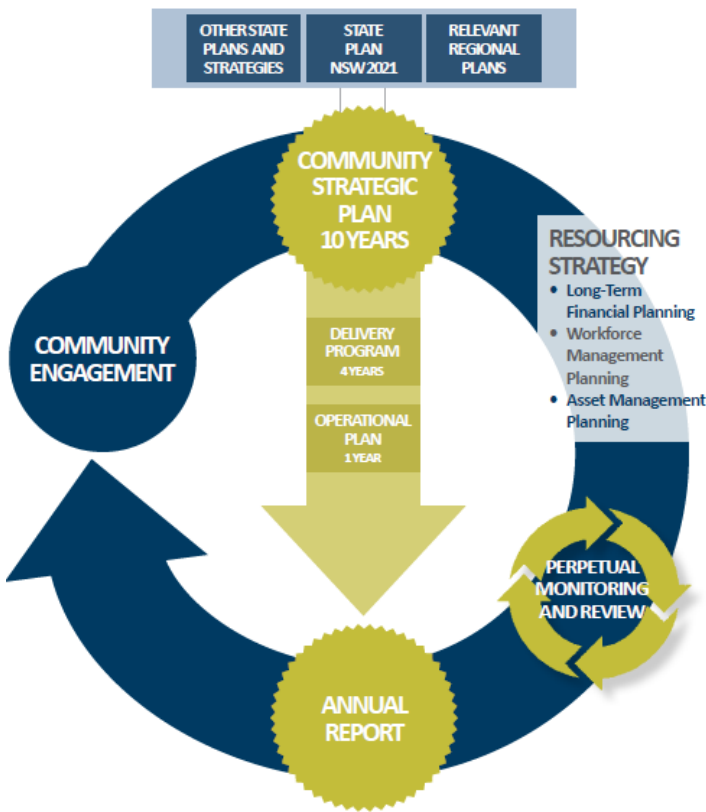 OTHER STATE
PLANS AND
STRATEGIES
STATE
PLAN
NSW 2021
RELEVANT
REGIONAL
PLANS
COMMUNITY
STRATEGIC
PLAN
10 YEARS
RESOURCING
STRATEGY
• Long-Term
Financial Planning
• Workforce
Management
Planning
• Asset Management
Planning
COMMUNITY
ENGAGEMENT
DELIVERY
PROGRAM
4 YEARS
OPERATIONAL
PLAN
1 YEAR
PERPETUAL
MONITORING
AND REVIEW
ANNUAL
REPORT